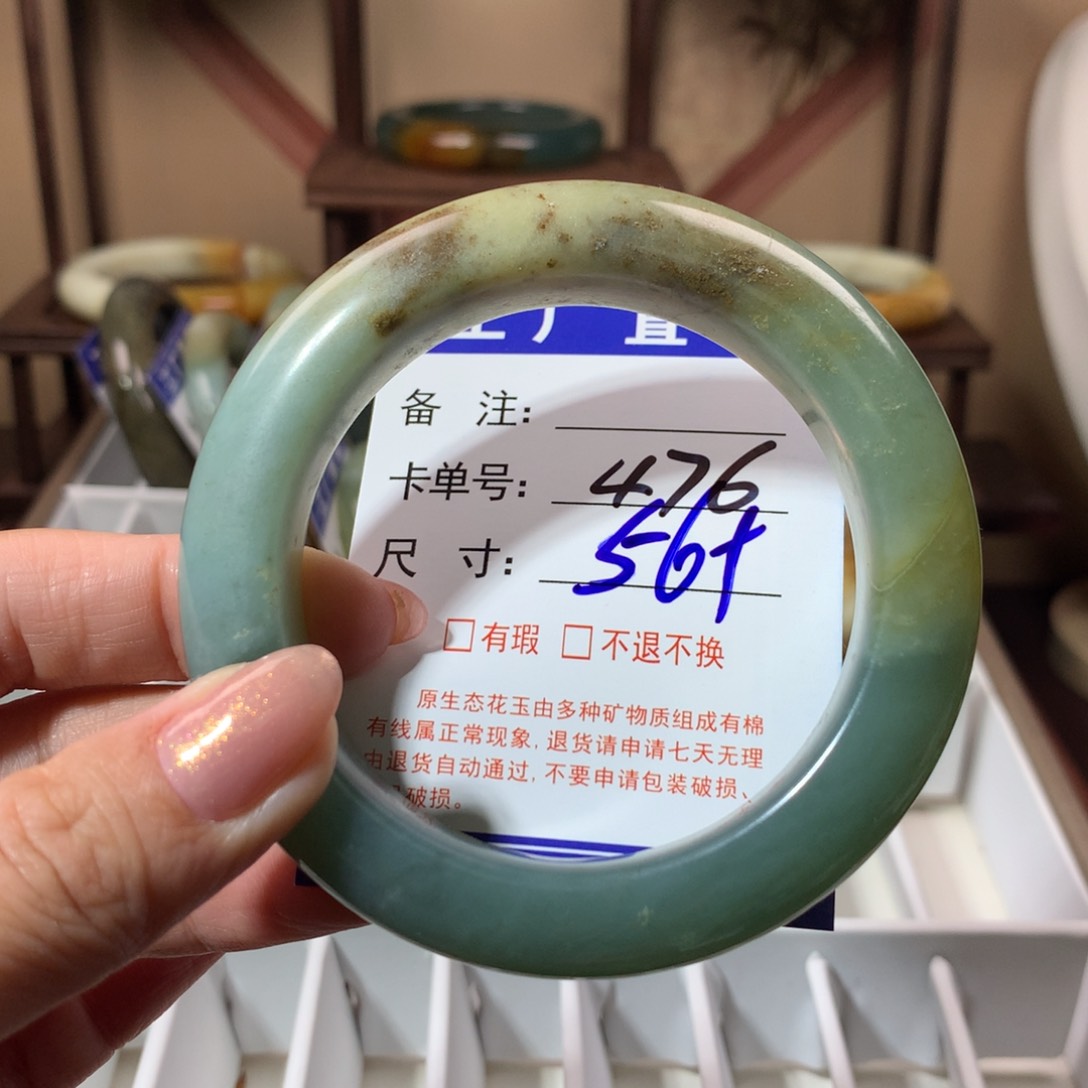 厂直
备 注:
卡单号: 476
尺 寸: 56+
□有瑕 □不退不换
原生态花玉由多种矿物质组成有棉
有线属正常现象,退货请申请七天无理
由退货自动通过,不要申请包装破损、
破损。